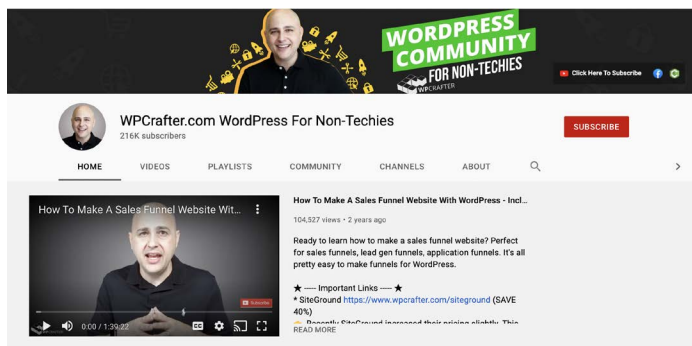 WORDPRESS
COMMUNITY
FOR NON-TECHIES
WPCRAFTER
Click Here To Subscribe
WPCrafter.com WordPress For Non-Techies
216K subscribers
SUBSCRIBE
HOME VIDEOS PLAYLISTS COMMUNITY CHANNELS ABOUT
How To Make A Sales Funnel Website Wit...
Subscribe
0:00 / 1:39:22
CC
How To Make A Sales Funnel Website With WordPress - Incl...
104,527 views • 2 years ago
Ready to learn how to make a sales funnel website? Perfect
for sales funnels, lead gen funnels, application funnels. It's all
pretty easy to make funnels for WordPress.
★ ---- Important Links ---- ★
* SiteGround https://www.wpcrafter.com/siteground (SAVE
40%)
Recently SiteGround increased their pricing slightly. This
READ MORE